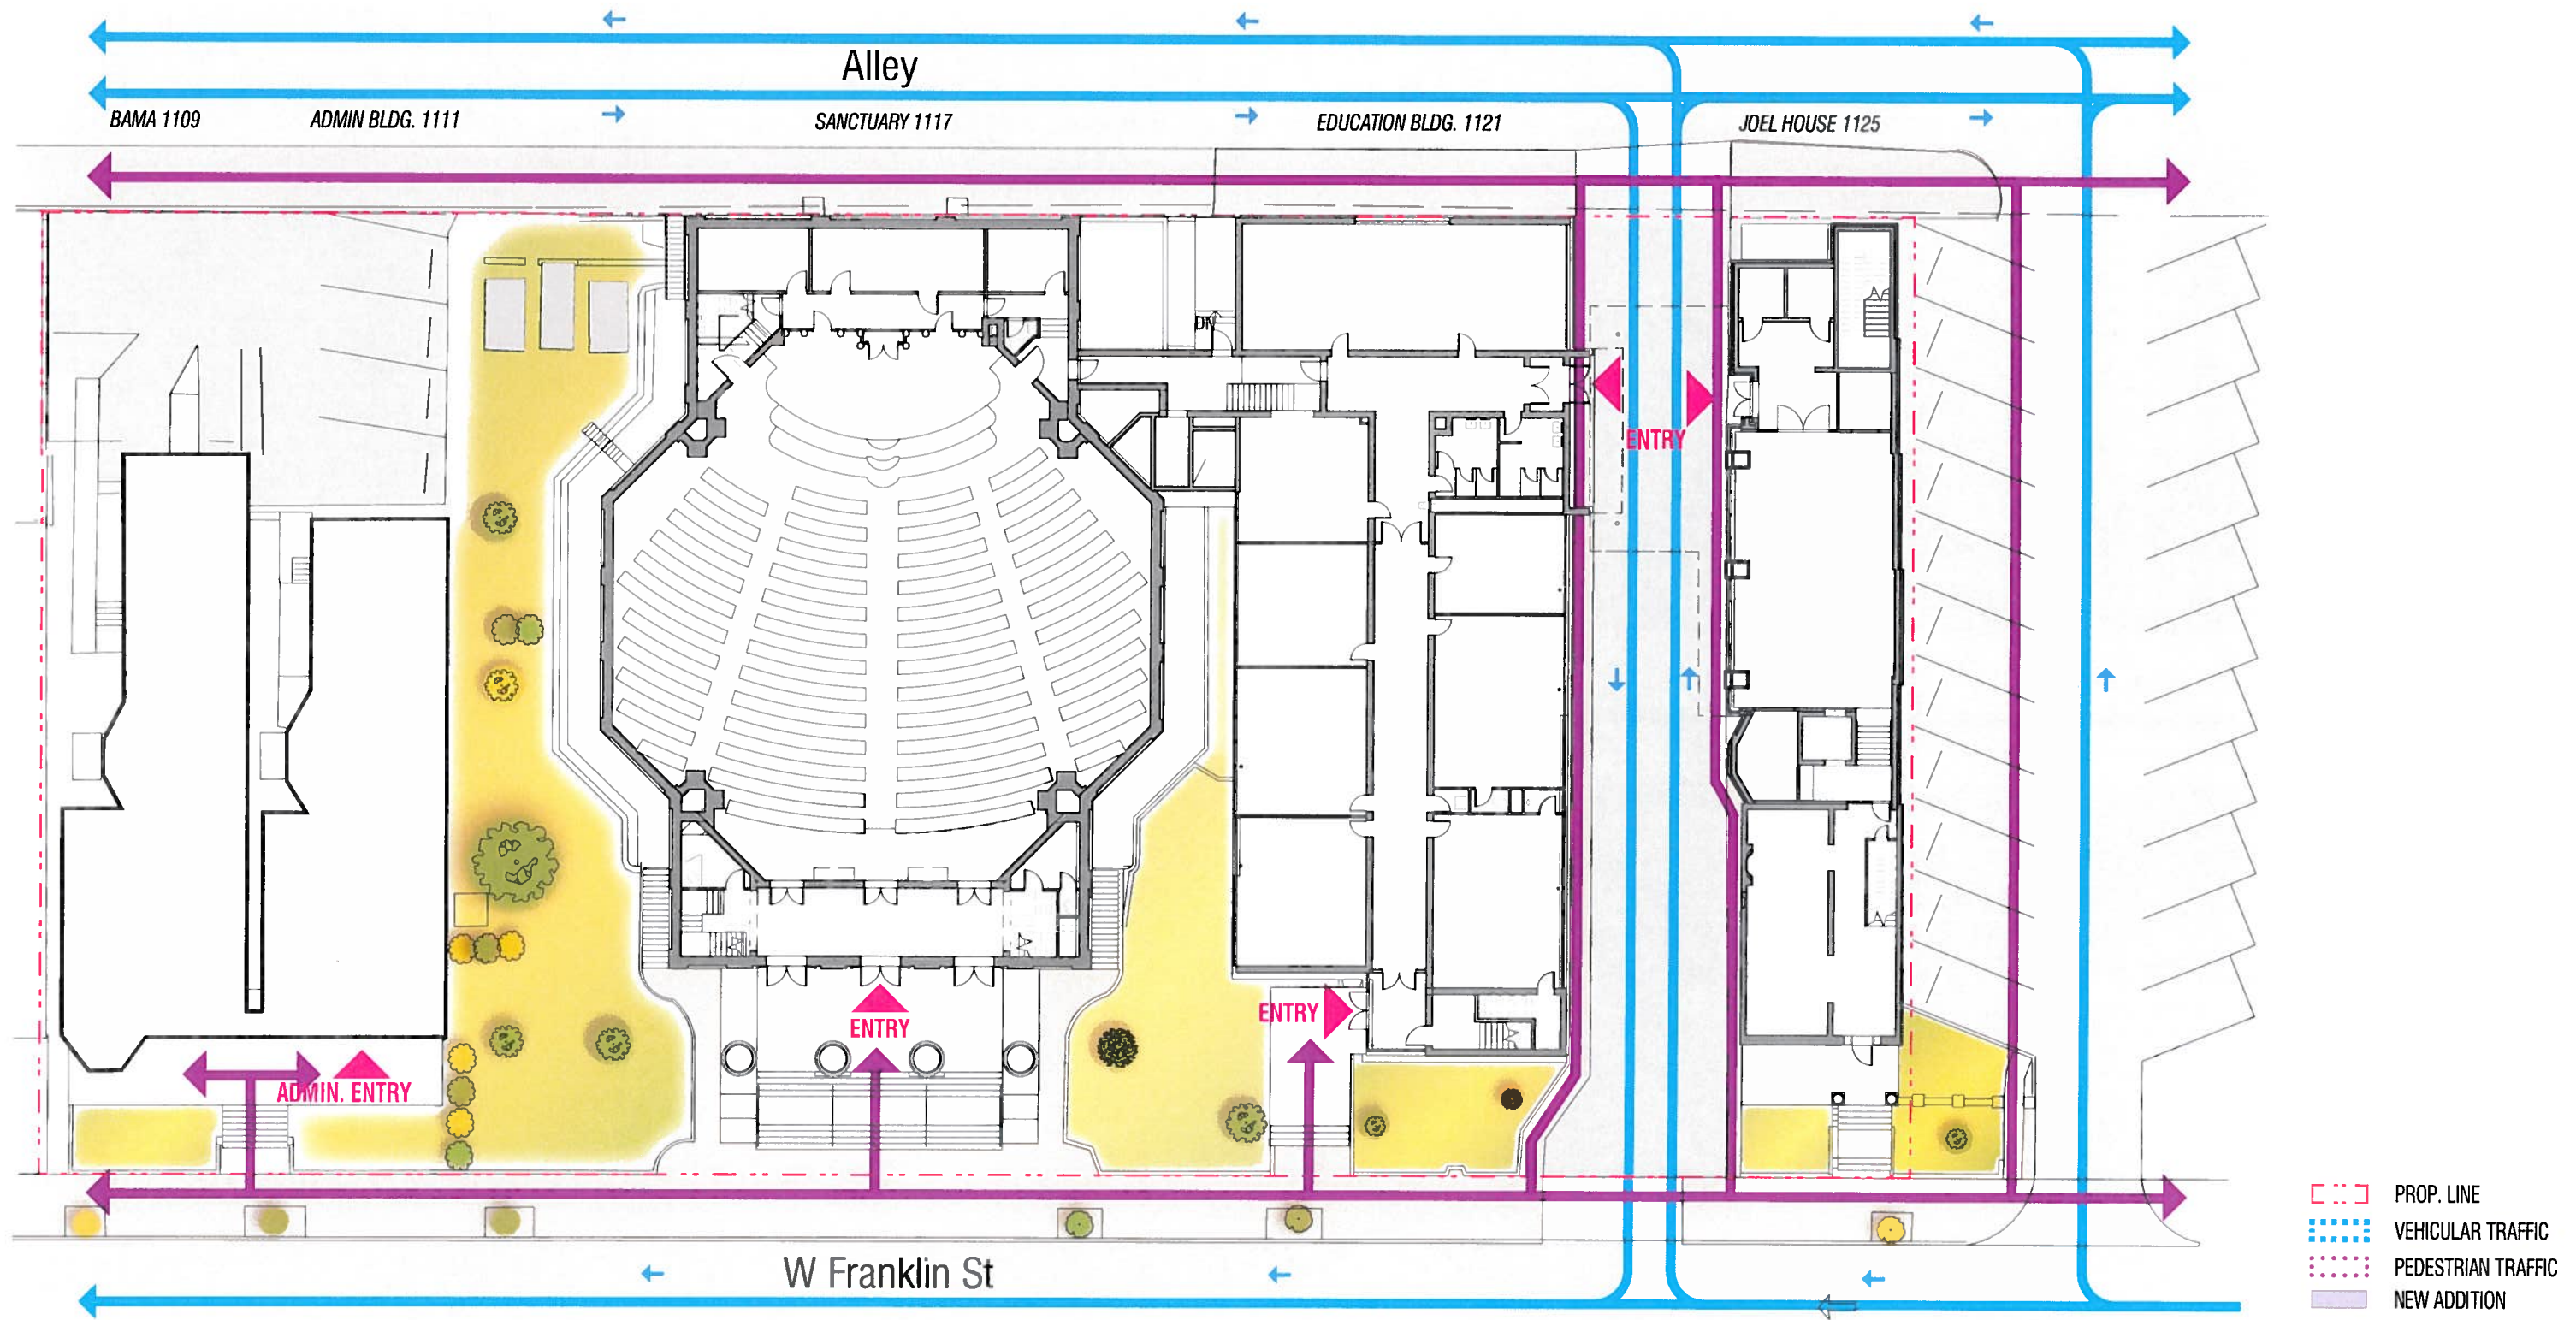 Alley
BAMA 1109
ADMIN BLDG. 1111
SANCTUARY 1117
EDUCATION BLDG. 1121
JOEL HOUSE 1125
DN
ENTRY
ENTRY
ENTRY
ADMIN. ENTRY
W Franklin St
PROP. LINE
VEHICULAR TRAFFIC
PEDESTRIAN TRAFFIC
NEW ADDITION